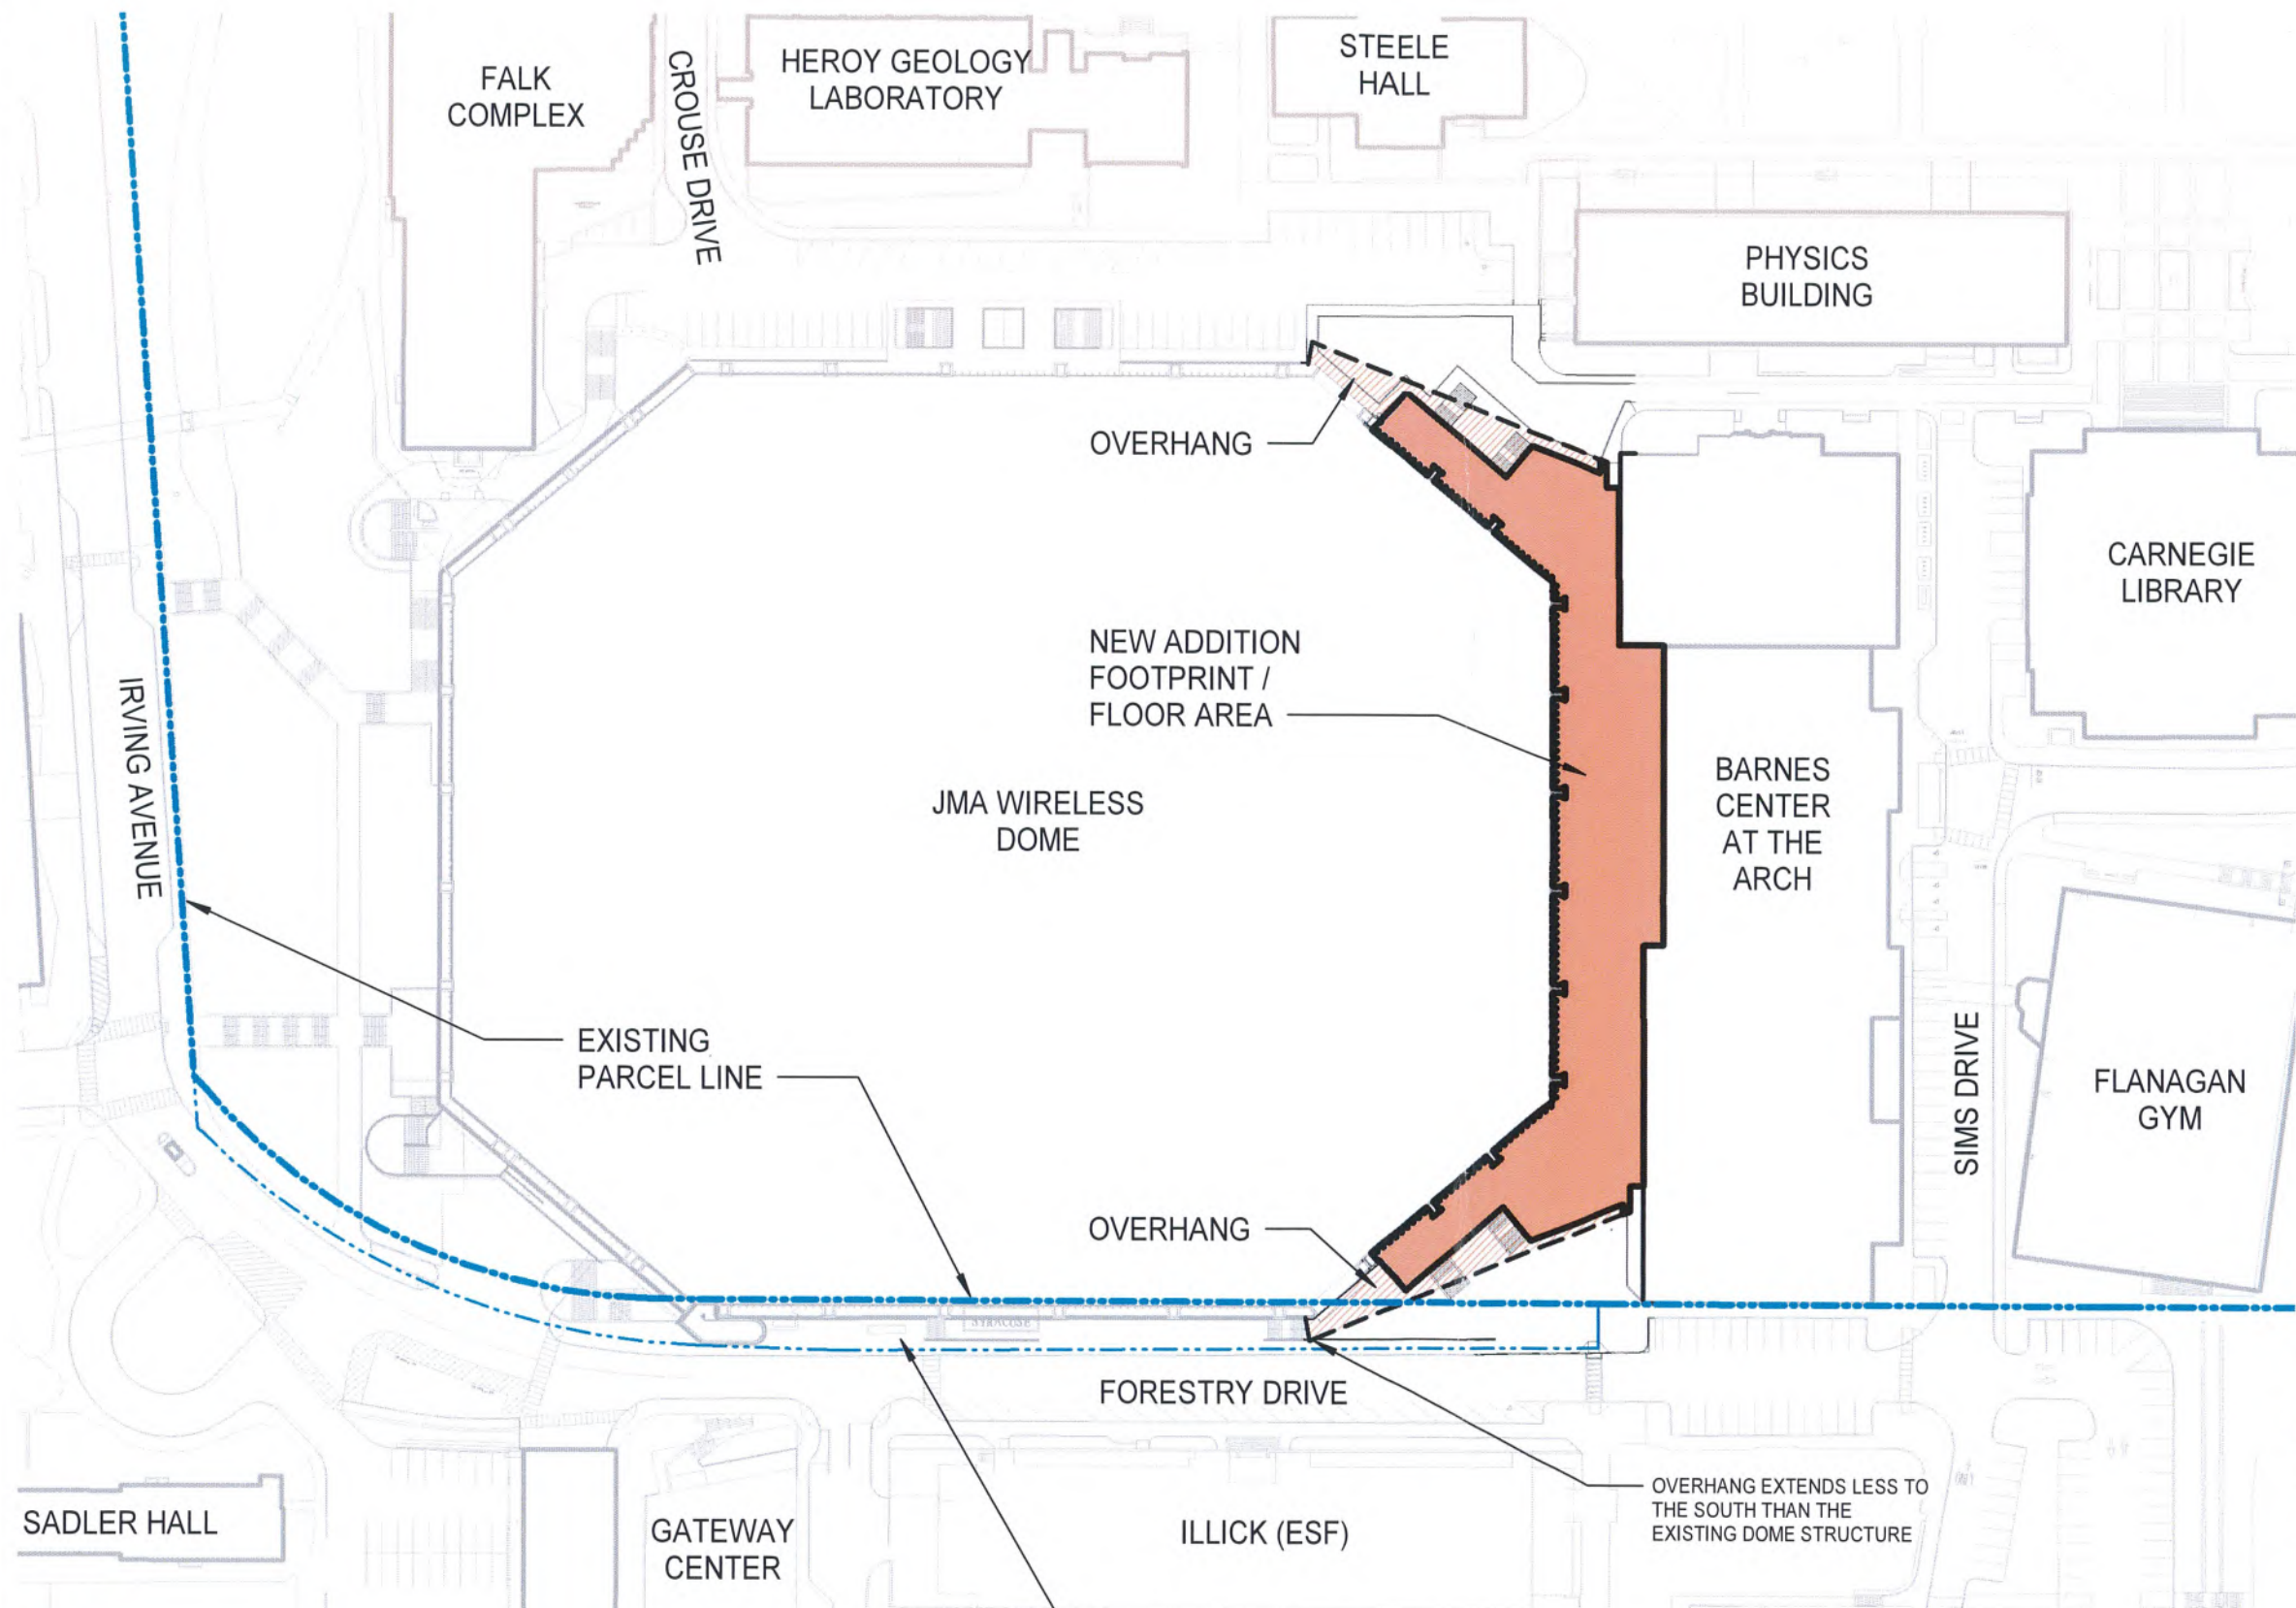 FALK
COMPLEX
CROUSE DRIVE
HEROY GEOLOGY
LABORATORY
STEELE
HALL
PHYSICS
BUILDING
OVERHANG
CARNEGIE
LIBRARY
NEW ADDITION
FOOTPRINT /
FLOOR AREA
IRVING AVENUE
JMA WIRELESS
DOME
BARNES
CENTER
AT THE
ARCH
EXISTING
PARCEL LINE
SIMS DRIVE
FLANAGAN
GYM
OVERHANG
SYRACUSE
FORESTRY DRIVE
OVERHANG EXTENDS LESS TO
THE SOUTH THAN THE
EXISTING DOME STRUCTURE
SADLER HALL
GATEWAY
CENTER
ILLICK (ESF)